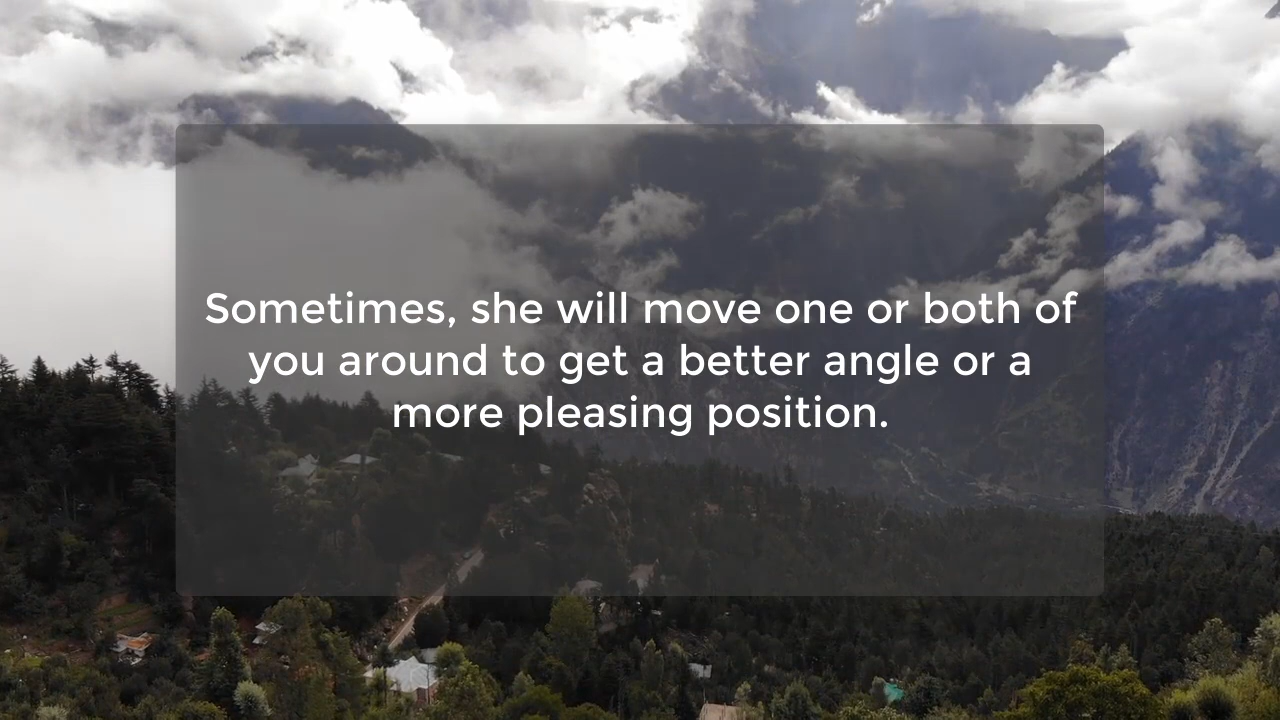 Sometimes, she will move one or both of
you around to get a better angle or a
more pleasing position.